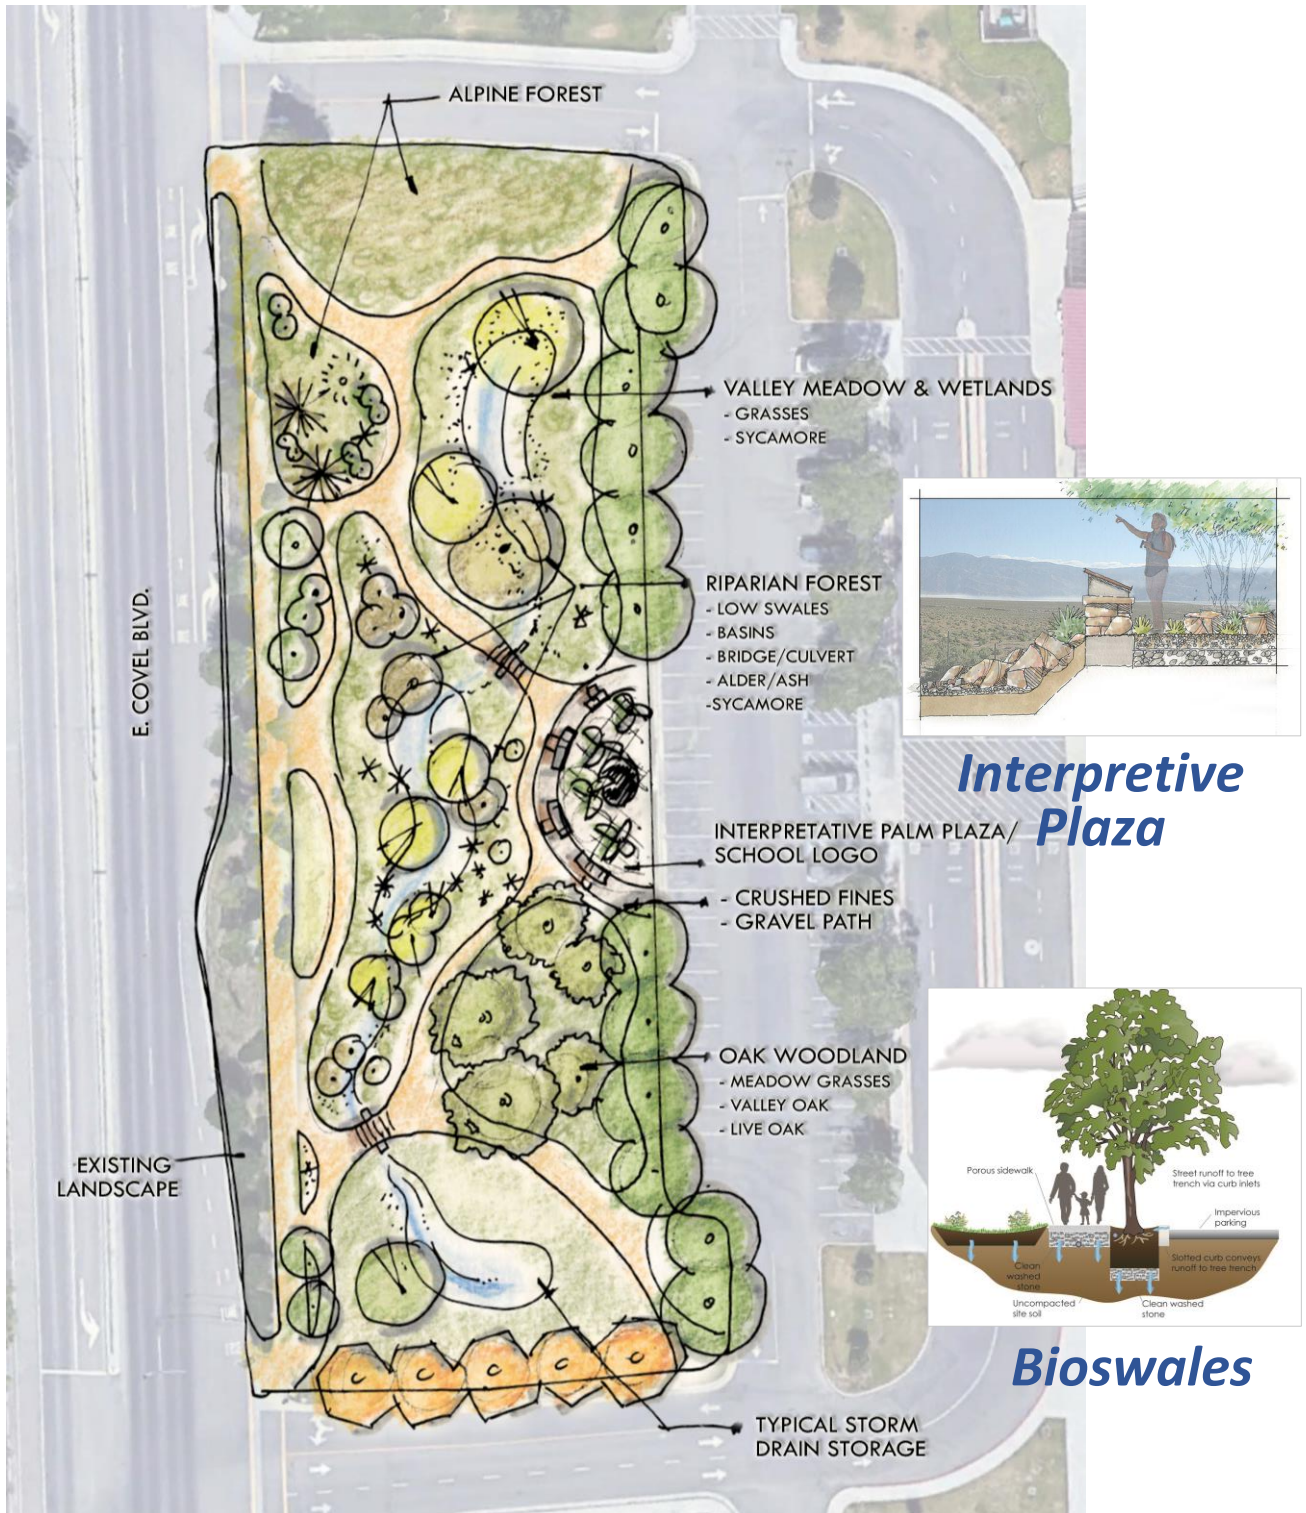 ALPINE FOREST
VALLEY MEADOW & WETLANDS
- GRASSES
- SYCAMORE
E. COVEL BLVD.
RIPARIAN FOREST
- LOW SWALES
- BASINS
- BRIDGE/CULVERT
- ALDER/ASH
-SYCAMORE
Interpretive
Plaza
INTERPRETATIVE PALM PLAZA/
SCHOOL LOGO
- CRUSHED FINES
- GRAVEL PATH
OAK WOODLAND
- MEADOW GRASSES
- VALLEY OAK
- LIVE OAK
EXISTING
LANDSCAPE
Porous sidewalk
Street runoff to tree
trench via curb inlets
Impervious
parking
Slotted curb conveys
runoff to tree trench
Clean
washed
stone
Uncompacted
site soil
Clean washed
stone
Bioswales
TYPICAL STORM
DRAIN STORAGE